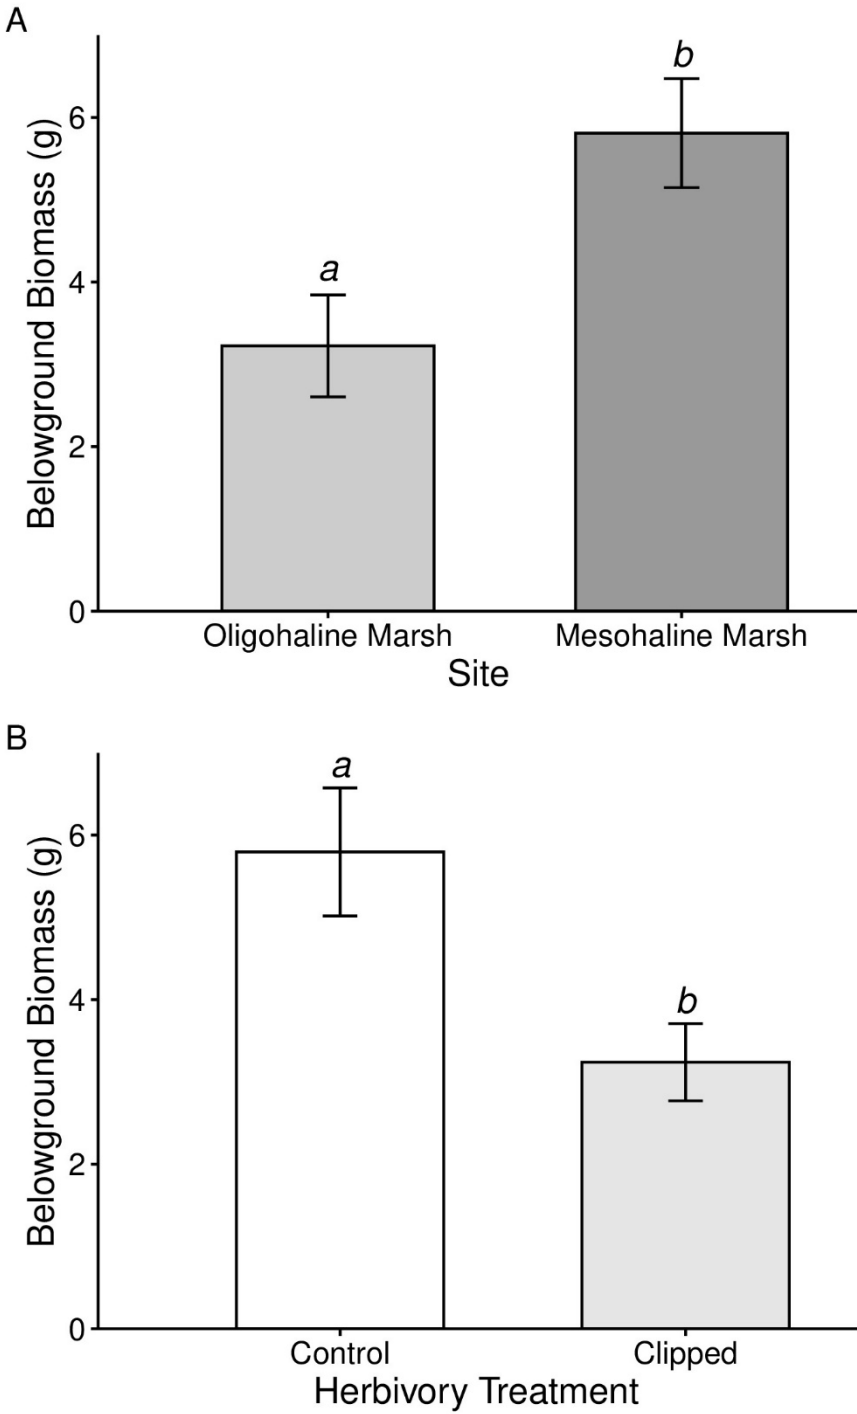 A
Belowground Biomass (g)
6
4
2
0
a
b
Oligohaline Marsh
Mesohaline Marsh
Site
B
Belowground Biomass (g)
6
4
2
0
a
b
Control
Clipped
Herbivory Treatment